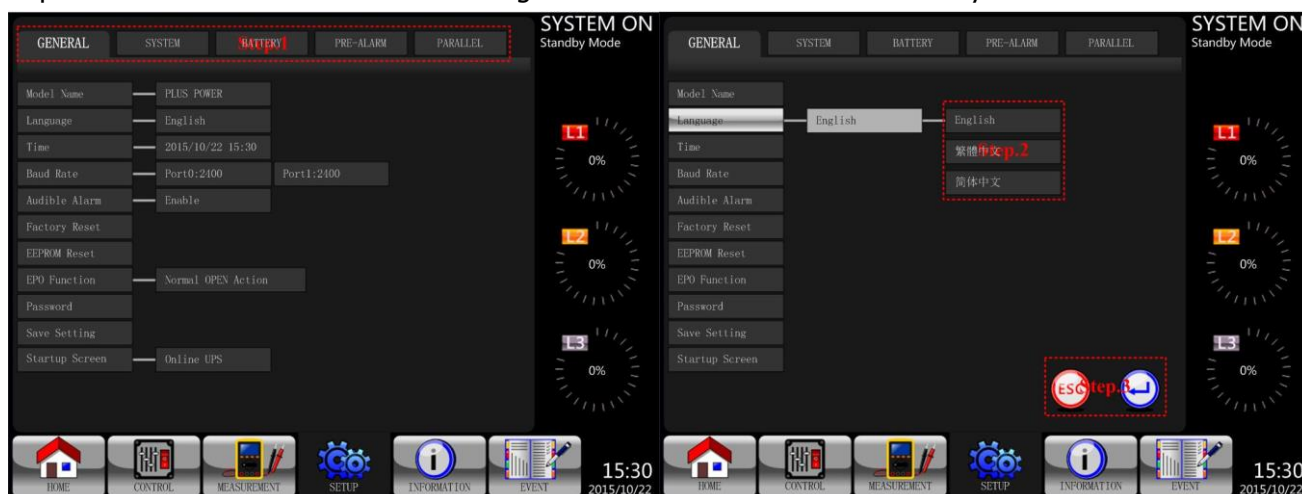 SYSTEM ON
Standby Mode
GENERAL SYSTEM BATTERY PRE-ALARM PARALLEL
Step.1
Model Name PLUS POWER
Language English
Time 2015/10/22 15:30
Baud Rate Port0:2400 Port1:2400
Audible Alarm Enable
Factory Reset
EEPROM Reset
EPO Function Normal OPEN Action
Password
Save Setting
Startup Screen Online UPS
L1
0%
L2
0%
L3
0%
HOME CONTROL MEASUREMENT SETUP INFORMATION EVENT
15:30
2015/10/22
SYSTEM ON
Standby Mode
GENERAL SYSTEM BATTERY PRE-ALARM PARALLEL
Model Name
Language English English
Time 繁體中文
Step.2
Baud Rate 简体中文
Audible Alarm
Factory Reset
EEPROM Reset
EPO Function
Password
Save Setting
Startup Screen
ESC
Step.3
L1
0%
L2
0%
L3
0%
HOME CONTROL MEASUREMENT SETUP INFORMATION EVENT
15:30
2015/10/22